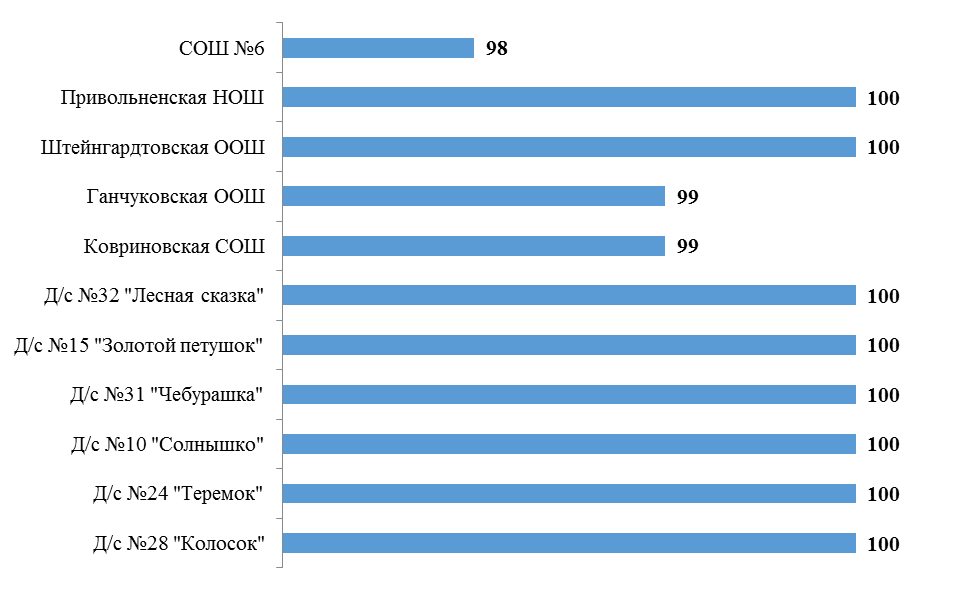 СОШ №6 98
Привольненская НОШ 100
Штейнгардтовская ООШ 100
Ганчуковская ООШ 99
Ковриновская СОШ 99
Д/с №32 "Лесная сказка" 100
Д/с №15 "Золотой петушок" 100
Д/с №31 "Чебурашка" 100
Д/с №10 "Солнышко" 100
Д/с №24 "Теремок" 100
Д/с №28 "Колосок" 100